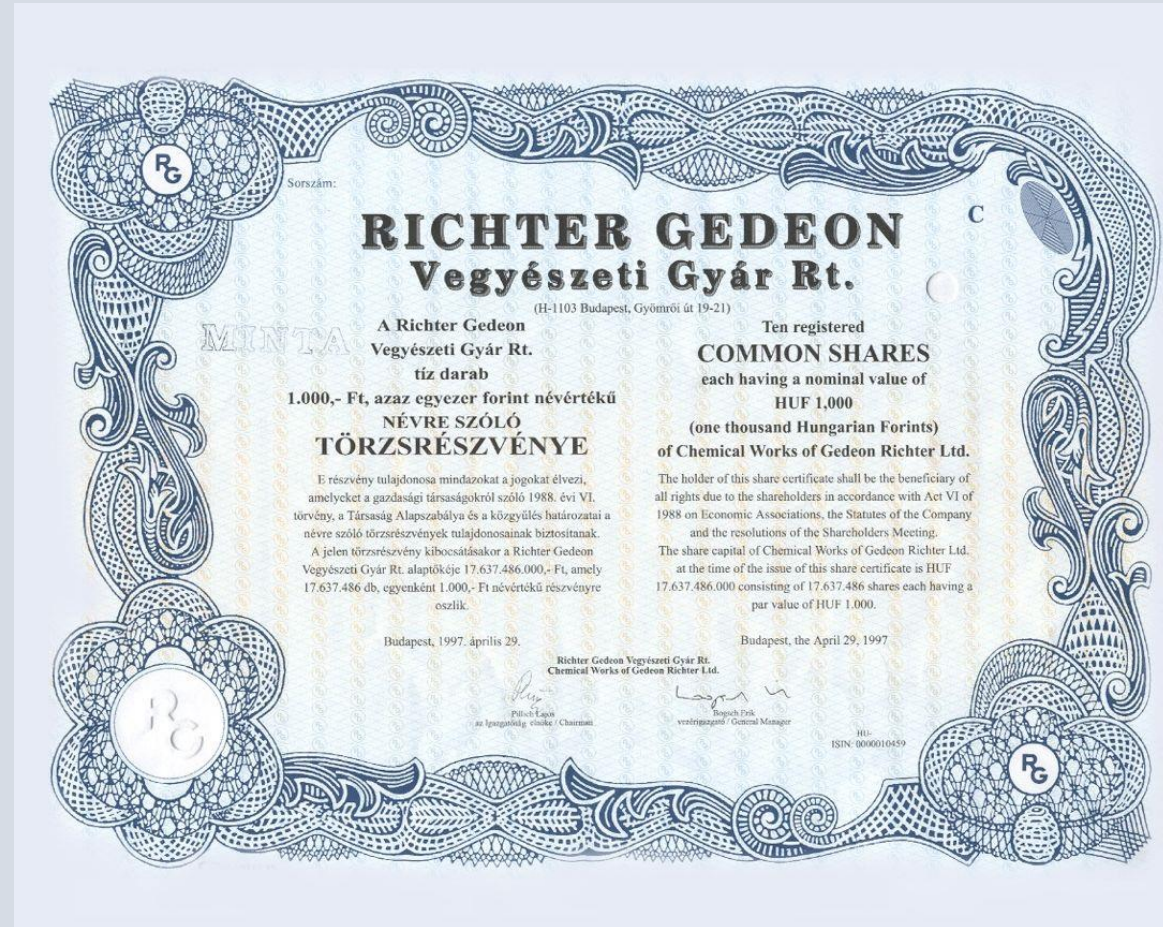 RG
Sorszám:
C
RICHTER GEDEON
Vegyészeti Gyár Rt.
(H-1103 Budapest, Gyömrői út 19-21)
MINTA
A Richter Gedeon
Vegyészeti Gyár Rt.
tíz darab
1.000,- Ft, azaz egyezer forint névértékű
NÉVRE SZÓLÓ
TÖRZSRÉSZVÉNYE
E részvény tulajdonosa mindazokat a jogokat élvezi,
amelyeket a gazdasági társaságokról szóló 1988. évi VI.
törvény, a Társaság Alapszabálya és a közgyűlés határozatai a
névre szóló törzsrészvények tulajdonosainak biztosítanak.
A jelen törzsrészvény kibocsátásakor a Richter Gedeon
Vegyészeti Gyár Rt. alaptőkéje 17.637.486.000,- Ft, amely
17.637.486 db, egyenként 1.000,- Ft névértékű részvényre
oszlik.
Budapest, 1997. április 29.
Ten registered
COMMON SHARES
each having a nominal value of
HUF 1,000
(one thousand Hungarian Forints)
of Chemical Works of Gedeon Richter Ltd.
The holder of this share certificate shall be the beneficiary of
all rights due to the shareholders in accordance with Act VI of
1988 on Economic Associations, the Statutes of the Company
and the resolutions of the Shareholders Meeting.
The share capital of Chemical Works of Gedeon Richter Ltd.
at the time of the issue of this share certificate is HUF
17.637.486.000 consisting of 17.637.486 shares each having a
par value of HUF 1.000.
Budapest, the April 29, 1997
Richter Gedeon Vegyészeti Gyár Rt.
Chemical Works of Gedeon Richter Ltd.
Pillich Lajos
az Igazgatóság elnöke / Chairman
Bogsch Erik
vezérigazgató / General Manager
HU-
ISIN: 0000010459
RG
RG